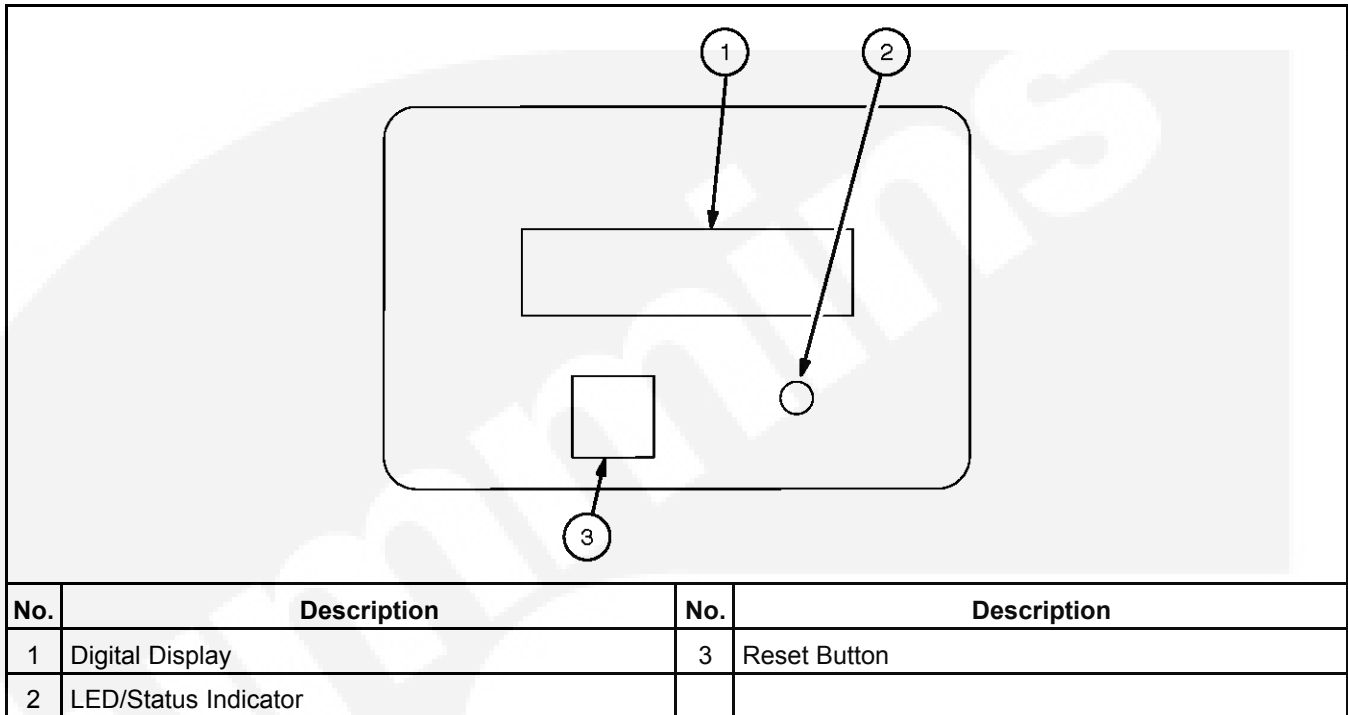 1
2
3
No. Description No. Description
1 Digital Display 3 Reset Button
2 LED/Status Indicator